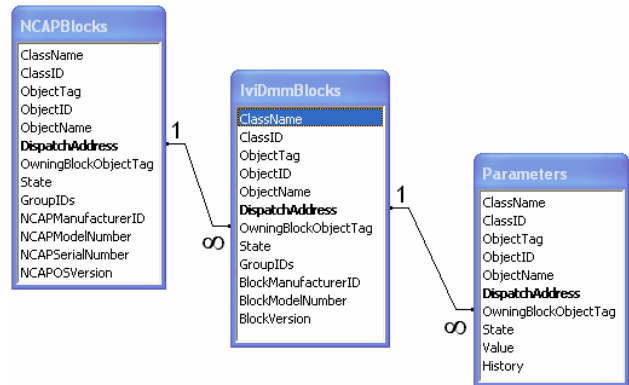 NCAPBlocks
ClassName
ClassID
ObjectTag
ObjectID
ObjectName
DispatchAddress
OwningBlockObjectTag
State
GroupIDs
NCAPManufacturerID
NCAPModelNumber
NCAPSerialNumber
NCAPOSVersion
1
∞
IviDmmBlocks
ClassName
ClassID
ObjectTag
ObjectID
ObjectName
DispatchAddress
OwningBlockObjectTag
State
GroupIDs
BlockManufacturerID
BlockModelNumber
BlockVersion
1
∞
Parameters
ClassName
ClassID
ObjectTag
ObjectID
ObjectName
DispatchAddress
OwningBlockObjectTag
State
Value
History